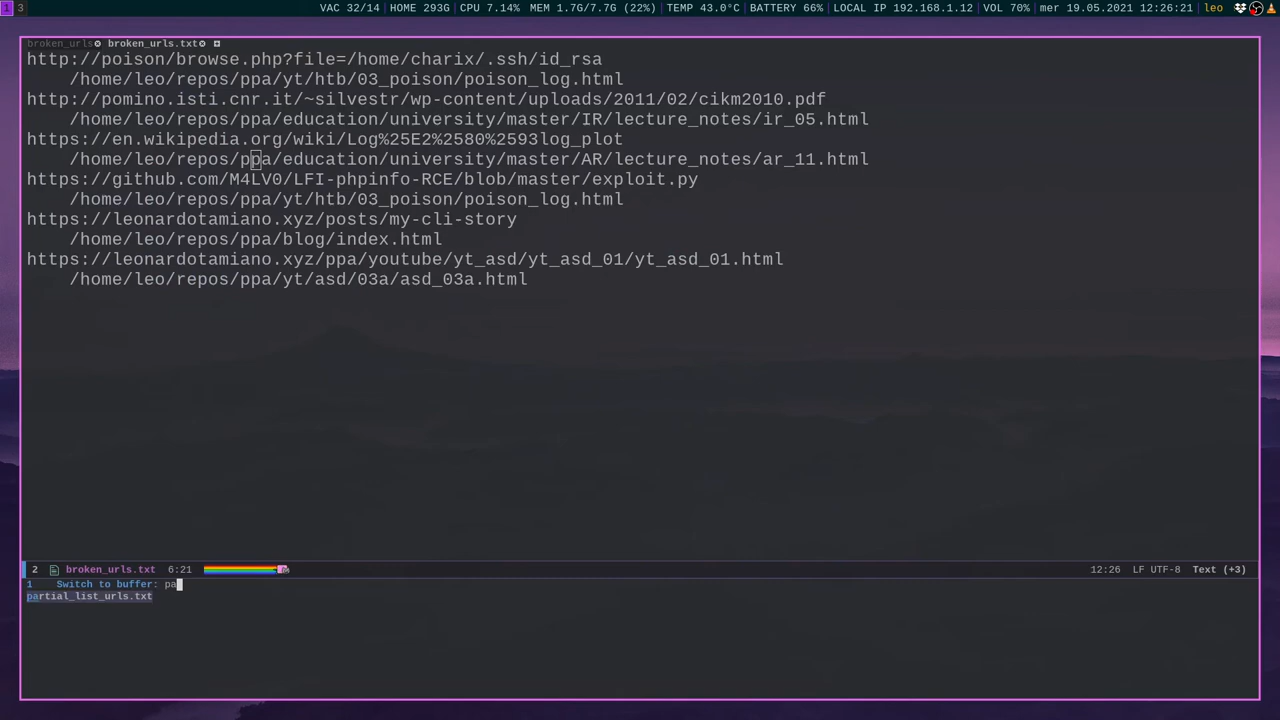 1 3 VAC 32/14 | HOME 293G | CPU 7.14% MEM 1.7G/7.7G (22%) | TEMP 43.0°C | BATTERY 66% | LOCAL IP 192.168.1.12 | VOL 70% | mer 19.05.2021 12:26:21 | leo
broken_urls broken_urls.txt
http://poison/browse.php?file=/home/charix/.ssh/id_rsa
/home/leo/repos/ppa/yt/htb/03_poison/poison_log.html
http://pomino.isti.cnr.it/~silvestr/wp-content/uploads/2011/02/cikm2010.pdf
/home/leo/repos/ppa/education/university/master/IR/lecture_notes/ir_05.html
https://en.wikipedia.org/wiki/Log%25E2%2580%2593log_plot
/home/leo/repos/ppa/education/university/master/AR/lecture_notes/ar_11.html
https://github.com/M4LV0/LFI-phpinfo-RCE/blob/master/exploit.py
/home/leo/repos/ppa/yt/htb/03_poison/poison_log.html
https://leonardotamiano.xyz/posts/my-cli-story
/home/leo/repos/ppa/blog/index.html
https://leonardotamiano.xyz/ppa/youtube/yt_asd/yt_asd_01/yt_asd_01.html
/home/leo/repos/ppa/yt/asd/03a/asd_03a.html
2 broken_urls.txt 6:21 12:26 LF UTF-8 Text (+3)
1 Switch to buffer: pa
partial_list_urls.txt